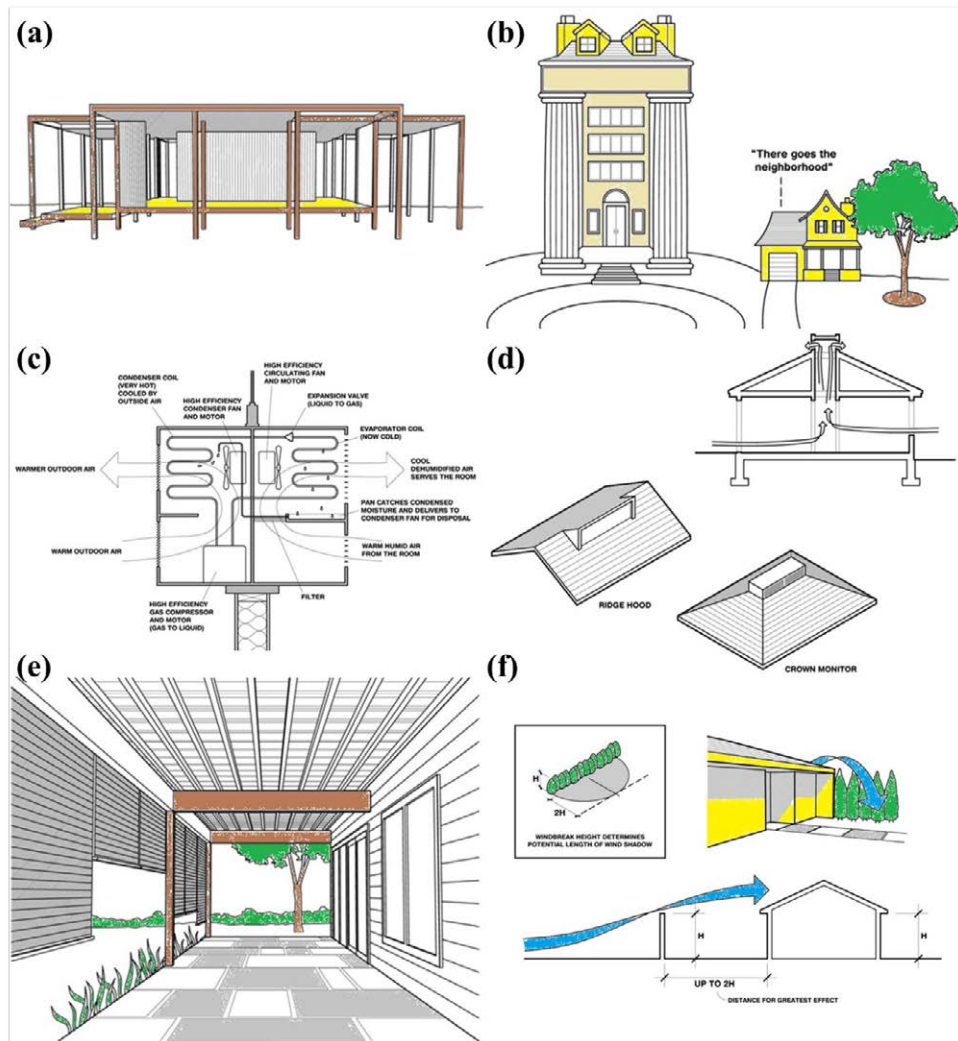 (a)
(b)
"There goes the
neighborhood"
(c)
CONDENSER COIL
(VERY HOT)
COOLED BY
OUTSIDE AIR
HIGH EFFICIENCY
CONDENSER FAN
AND MOTOR
HIGH EFFICIENCY
CIRCULATING FAN
AND MOTOR
EXPANSION VALVE
(LIQUID TO GAS)
EVAPORATOR COIL
(NOW COLD)
WARMER OUTDOOR AIR
COOL
DEHUMIDIFIED AIR
SERVES THE ROOM
PAN CATCHES CONDENSED
MOISTURE AND DELIVERS TO
CONDENSER FAN FOR DISPOSAL
WARM OUTDOOR AIR
WARM HUMID AIR
FROM THE ROOM
HIGH EFFICIENCY
GAS COMPRESSOR
AND MOTOR
(GAS TO LIQUID)
FILTER
(d)
RIDGE HOOD
CROWN MONITOR
(e)
(f)
H
2H
WINDBREAK HEIGHT DETERMINES
POTENTIAL LENGTH OF WIND SHADOW
H
H
UP TO 2H
DISTANCE FOR GREATEST EFFECT